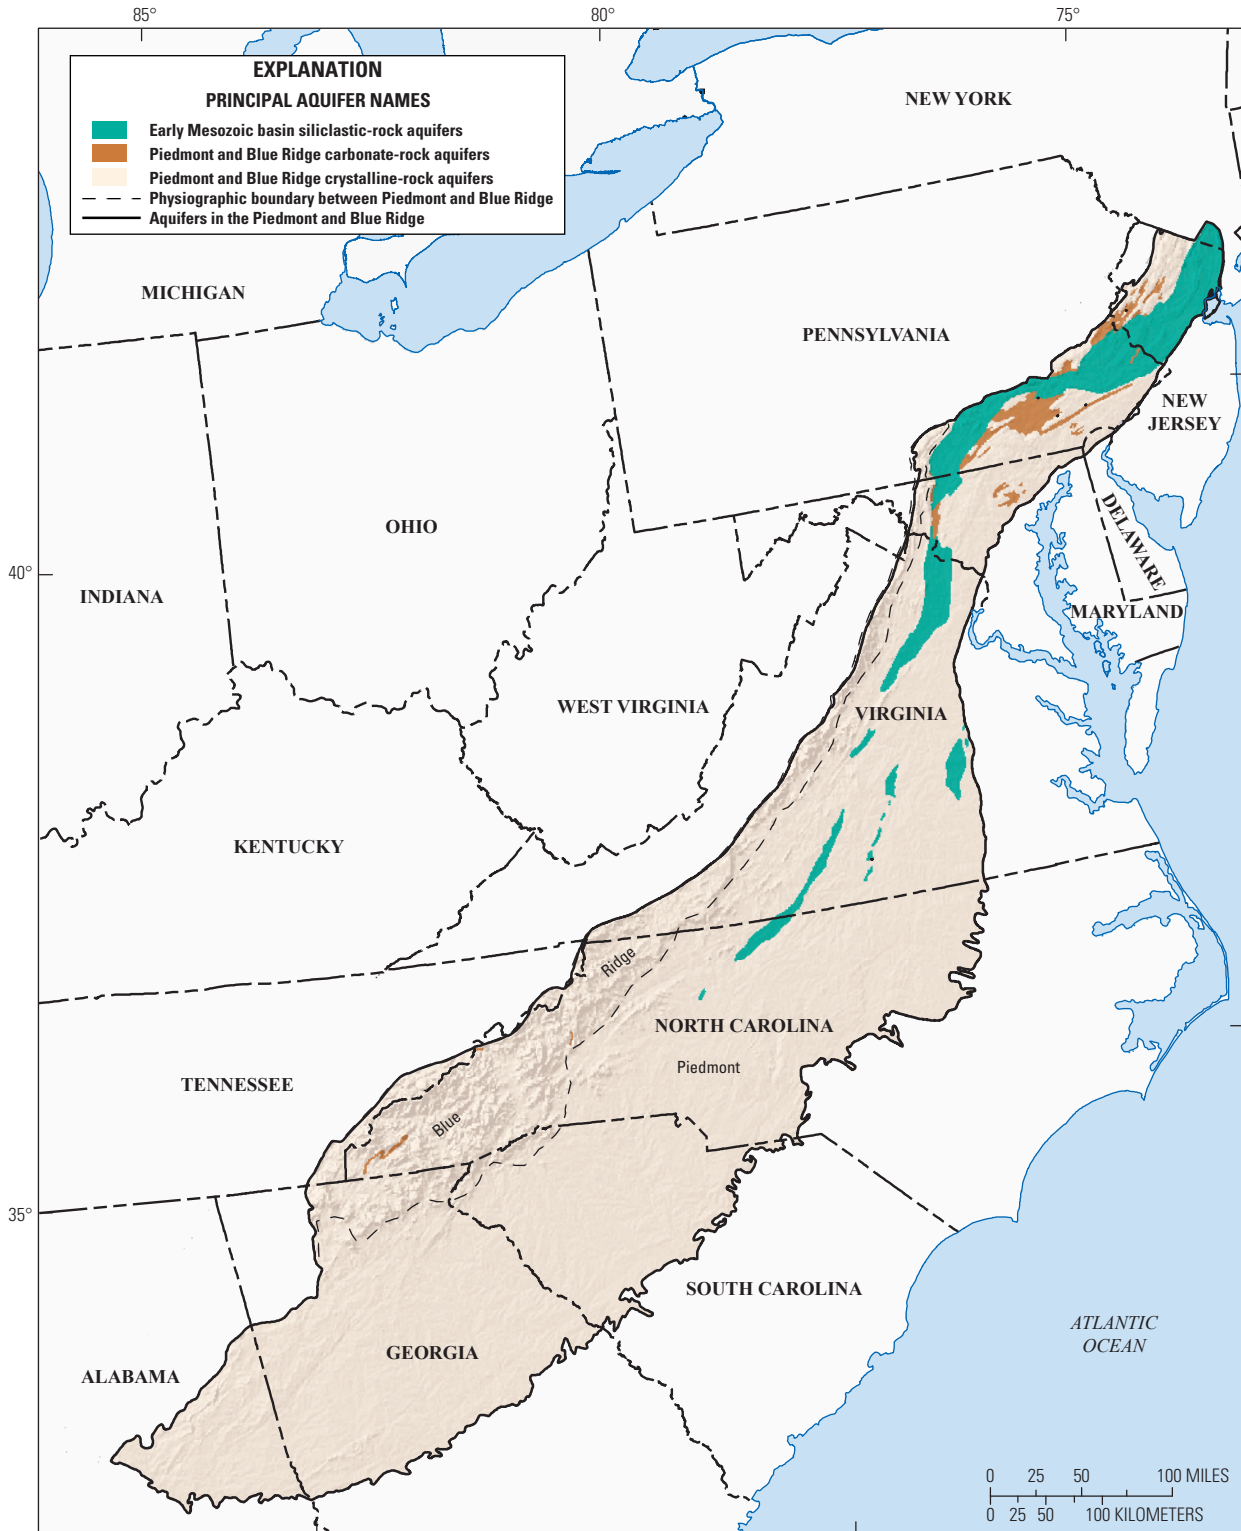 85°
80°
75°
EXPLANATION
PRINCIPAL AQUIFER NAMES
Early Mesozoic basin siliclastic-rock aquifers
Piedmont and Blue Ridge carbonate-rock aquifers
Piedmont and Blue Ridge crystalline-rock aquifers
Physiographic boundary between Piedmont and Blue Ridge
Aquifers in the Piedmont and Blue Ridge
NEW YORK
MICHIGAN
PENNSYLVANIA
NEW
JERSEY
OHIO
DELAWARE
40°
INDIANA
MARYLAND
WEST VIRGINIA
VIRGINIA
KENTUCKY
Ridge
NORTH CAROLINA
Piedmont
TENNESSEE
Blue
35°
SOUTH CAROLINA
ATLANTIC
OCEAN
GEORGIA
ALABAMA
0 25 50 100 MILES
0 25 50 100 KILOMETERS